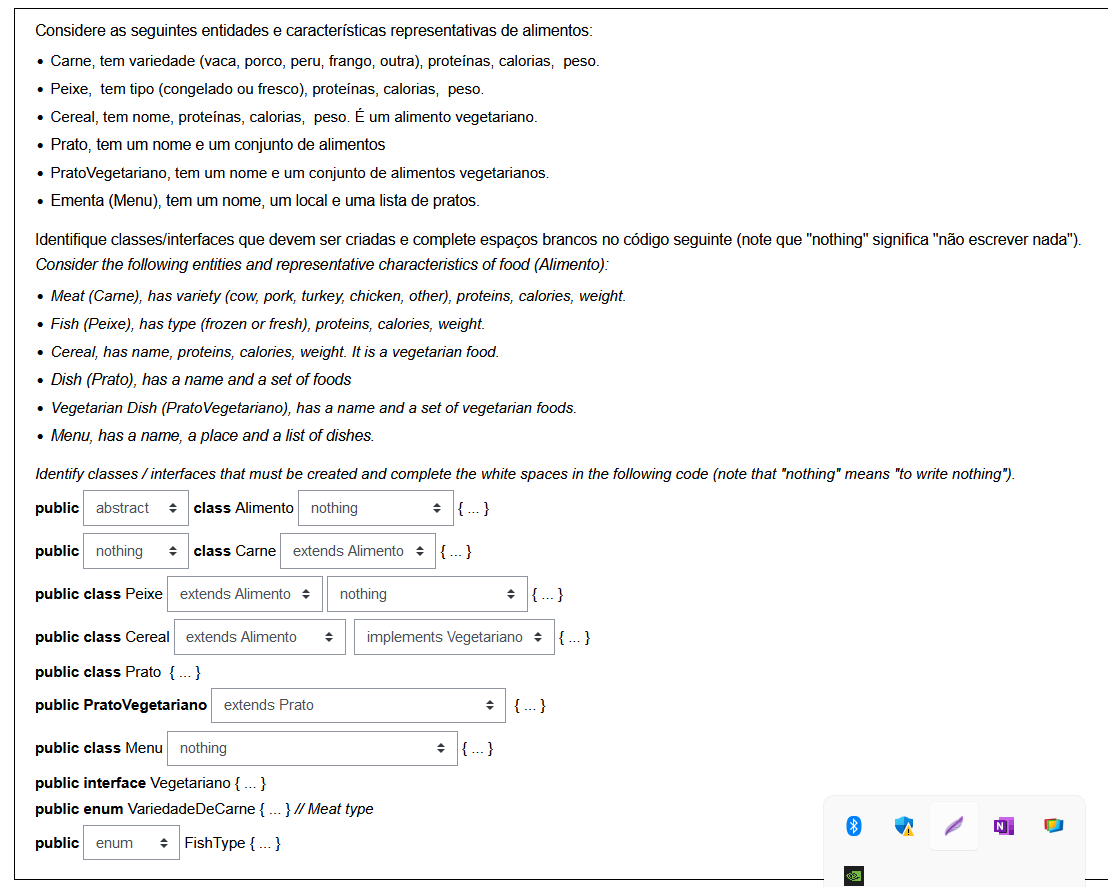 Considere as seguintes entidades e características representativas de alimentos:
• Carne, tem variedade (vaca, porco, peru, frango, outra), proteínas, calorias, peso.
• Peixe, tem tipo (congelado ou fresco), proteínas, calorias, peso.
• Cereal, tem nome, proteínas, calorias, peso. É um alimento vegetariano.
• Prato, tem um nome e um conjunto de alimentos
• PratoVegetariano, tem um nome e um conjunto de alimentos vegetarianos.
• Ementa (Menu), tem um nome, um local e uma lista de pratos.
Identifique classes/interfaces que devem ser criadas e complete espaços brancos no código seguinte (note que "nothing" significa "não escrever nada").
Consider the following entities and representative characteristics of food (Alimento):
• Meat (Carne), has variety (cow, pork, turkey, chicken, other), proteins, calories, weight.
• Fish (Peixe), has type (frozen or fresh), proteins, calories, weight.
• Cereal, has name, proteins, calories, weight. It is a vegetarian food.
• Dish (Prato), has a name and a set of foods
• Vegetarian Dish (PratoVegetariano), has a name and a set of vegetarian foods.
• Menu, has a name, a place and a list of dishes.
Identify classes / interfaces that must be created and complete the white spaces in the following code (note that "nothing" means "to write nothing").
public abstract class Alimento nothing { ... }
public nothing class Carne extends Alimento { ... }
public class Peixe extends Alimento nothing { ... }
public class Cereal extends Alimento implements Vegetariano { ... }
public class Prato { ... }
public PratoVegetariano extends Prato { ... }
public class Menu nothing { ... }
public interface Vegetariano { ... }
public enum VariedadeDeCarne { ... } // Meat type
public enum FishType { ... }